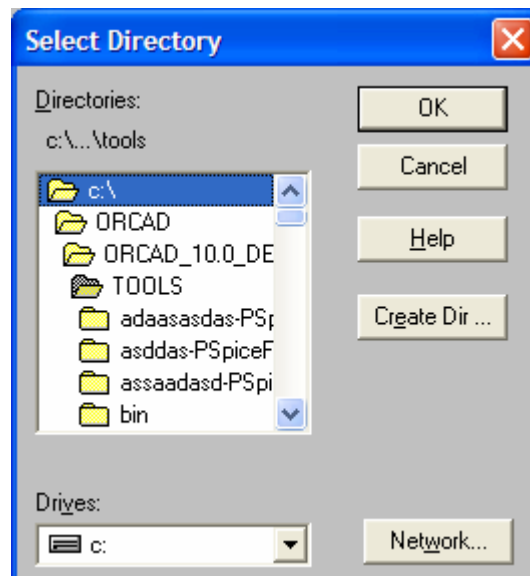 Select Directory
Directories:
c:\...\tools
c:\
ORCAD
ORCAD_10.0_DE
TOOLS
adaasasdas-PSp
asddas-PSpiceF
assaadasd-PSpi
bin
Drives:
c:
OK
Cancel
Help
Create Dir ...
Network...